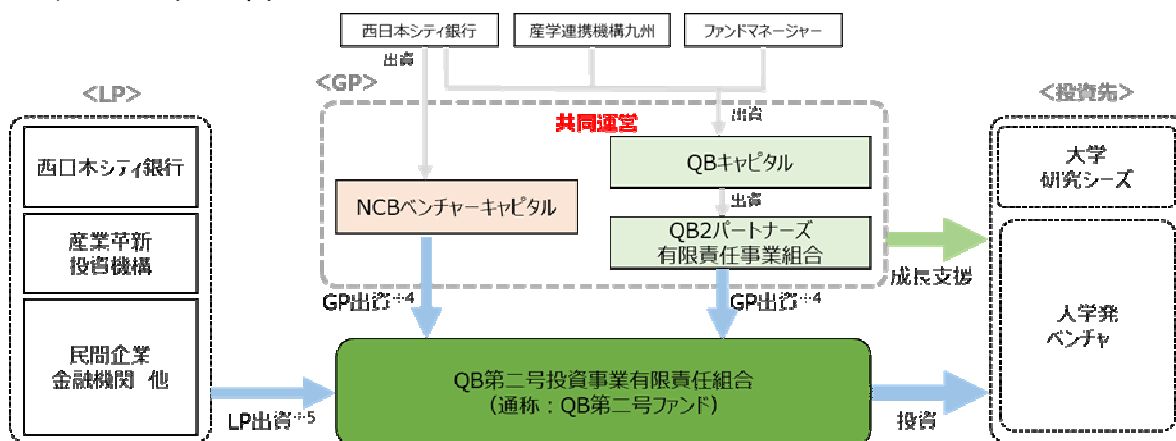 西日本シティ銀行
産学連携機構九州
ファンドマネージャー
出資
<GP>
<LP>
<投資先>
共同運営
出資
西日本シティ銀行
QBキャピタル
大学
研究シーズ
出資
NCBベンチャーキャピタル
産業革新
投資機構
QB2パートナーズ
有限責任事業組合
成長支援
GP出資※4
GP出資※4
大学発
ベンチャ
民間企業
金融機関 他
QB第二号投資事業有限責任組合
(通称:QB第二号ファンド)
LP出資※5
投資